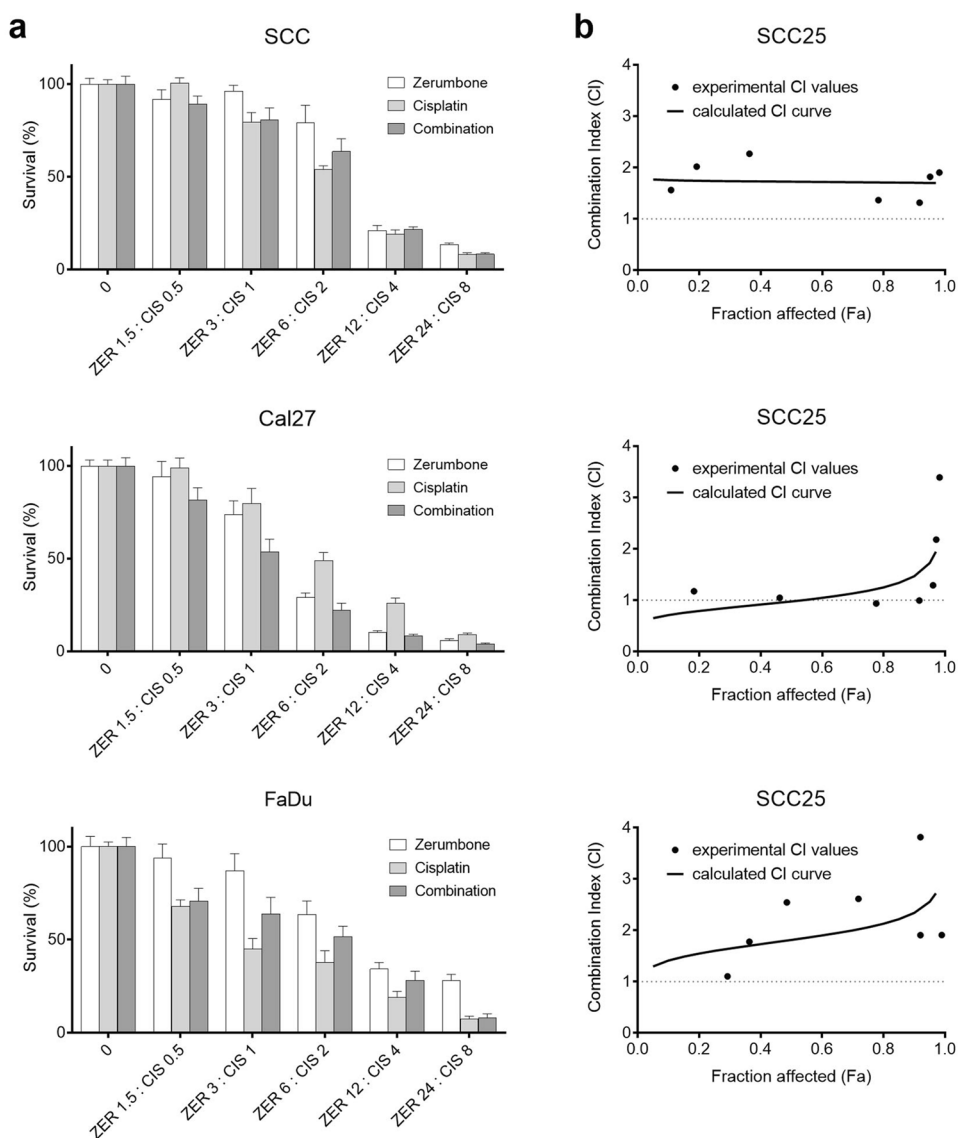 a
SCC
100
50
0
Survival (%)
Zerumbone
Cisplatin
Combination
0
ZER 1.5 : CIS 0.5
ZER 3 : CIS 1
ZER 6 : CIS 2
ZER 12 : CIS 4
ZER 24 : CIS 8
Cal27
100
50
0
Survival (%)
Zerumbone
Cisplatin
Combination
0
ZER 1.5 : CIS 0.5
ZER 3 : CIS 1
ZER 6 : CIS 2
ZER 12 : CIS 4
ZER 24 : CIS 8
FaDu
100
50
0
Survival (%)
Zerumbone
Cisplatin
Combination
0
ZER 1.5 : CIS 0.5
ZER 3 : CIS 1
ZER 6 : CIS 2
ZER 12 : CIS 4
ZER 24 : CIS 8
b
SCC25
4
3
2
1
0
Combination Index (CI)
experimental CI values
calculated CI curve
0.0 0.2 0.4 0.6 0.8 1.0
Fraction affected (Fa)
SCC25
4
3
2
1
0
Combination Index (CI)
experimental CI values
calculated CI curve
0.0 0.2 0.4 0.6 0.8 1.0
Fraction affected (Fa)
SCC25
4
3
2
1
0
Combination Index (CI)
experimental CI values
calculated CI curve
0.0 0.2 0.4 0.6 0.8 1.0
Fraction affected (Fa)